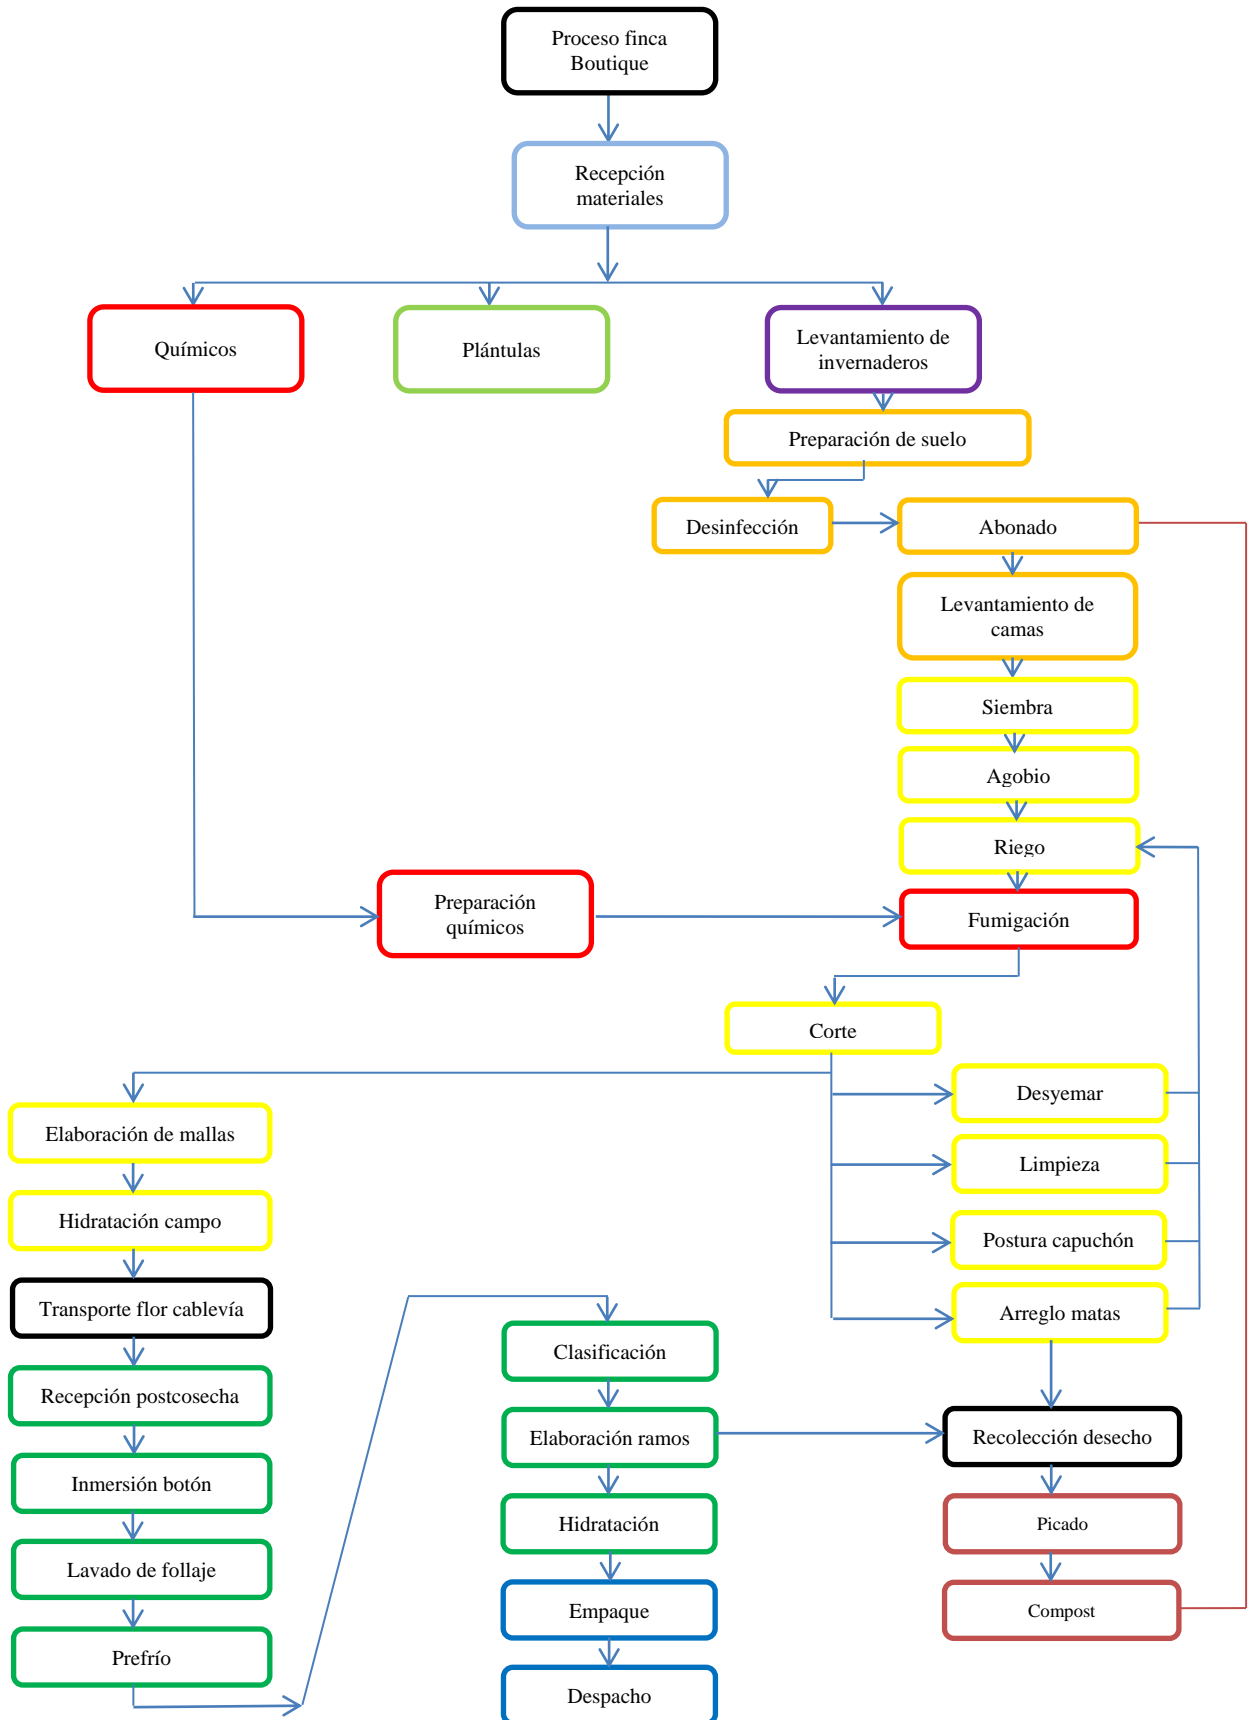 Proceso finca
Boutique
Recepción
materiales
Químicos
Plántulas
Levantamiento de
invernaderos
Preparación de suelo
Desinfección
Abonado
Levantamiento de
camas
Siembra
Agobio
Riego
Preparación
químicos
Fumigación
Corte
Desyemar
Elaboración de mallas
Limpieza
Hidratación campo
Postura capuchón
Transporte flor cablevía
Arreglo matas
Clasificación
Recepción postcosecha
Elaboración ramos
Recolección desecho
Inmersión botón
Hidratación
Picado
Lavado de follaje
Empaque
Compost
Prefrío
Despacho